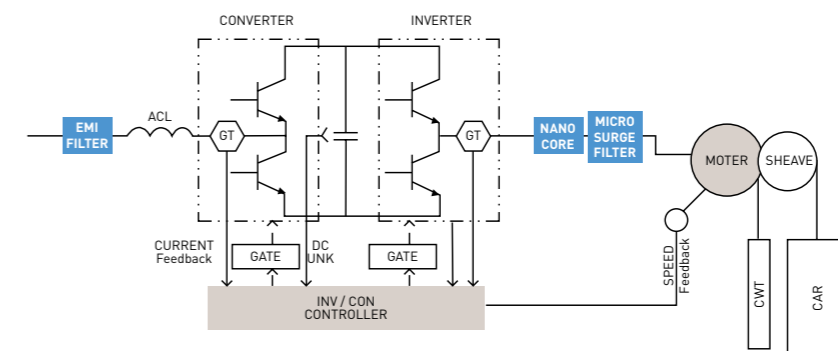 CONVERTER
INVERTER
ACL
EMI
FILTER
GT
GT
NANO
CORE
MICRO
SURGE
FILTER
MOTER
SHEAVE
CURRENT
Feedback
GATE
DC
UNK
GATE
SPEED
Feedback
CWT
CAR
INV / CON
CONTROLLER